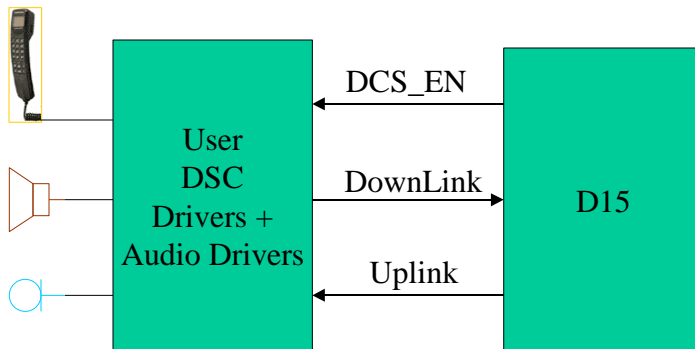 DCS_EN
User
DSC
Drivers +
Audio Drivers
DownLink
D15
Uplink